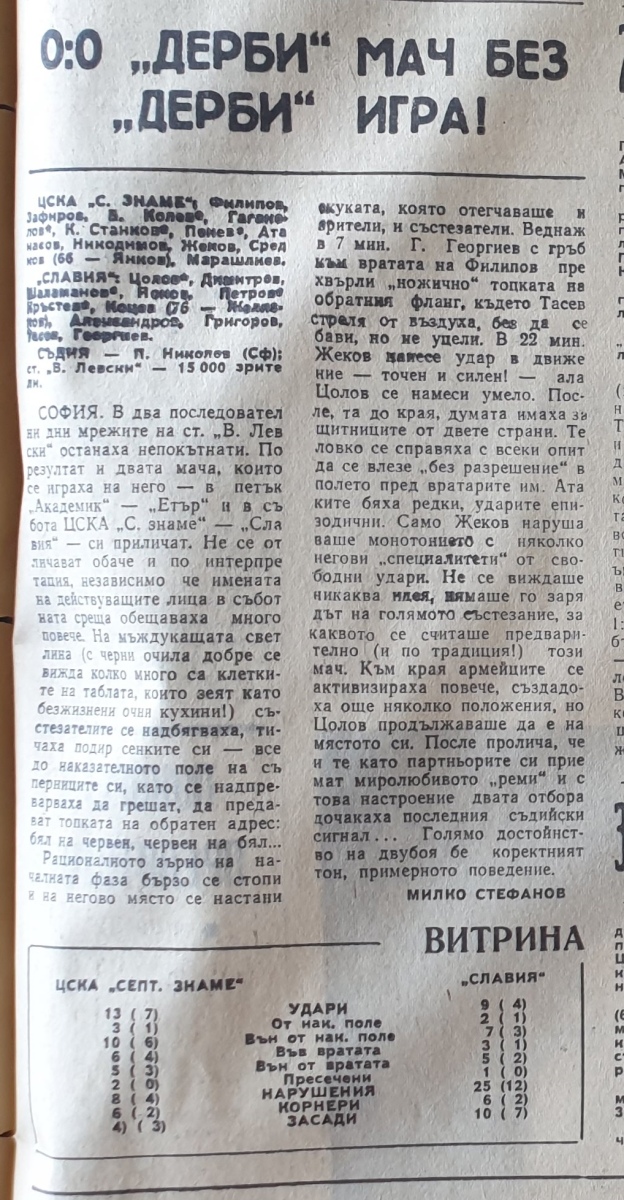 0:0 „ДЕРБИ“ МАЧ БЕЗ
„ДЕРБИ“ ИГРА!
ЦСКА „С. ЗНАМЕ“: Филипов,
Зафиров, Б. Колев, Гагане-
лов*, К. Станков*, Пенев*, Ата
насов, Никодимов, Жеков, Сред
ков (66 — Янков), Марашлиев.
„СЛАВИЯ“: Цолов*, Димитров,
Шаламанов*, Петров*
Кръстев*, Коцев (76 —
Александров, Григоров,
Тасев, Георгиев.
СЪДИЯ — П. Николов (Сф);
ст. „В. Левски“ — 15 000 зрите
ли.
СОФИЯ. В два последовател
ни дни мрежите на ст. „В. Лев
ски“ останаха непокътнати. По
резултат и двата мача, които
се играха на него — в петък
„Академик“ — „Етър“ и в съ
бота ЦСКА „С. знаме“ — „Сла
вия“ — си приличат. Не се от
личават обаче и по интерпре
тация, независимо че имената
на действуващите лица в събот
ната среща обещаваха много
повече. На мъждукащата свет
лина (с черни очила добре се
вижда колко много са клетки-
те на таблата, които зеят като
безжизнени очни кухини!) съ-
стезателите се надбягваха, ти-
чаха подир сенките си — все
до наказателното поле на съ
перниците си, като се надпре-
варваха да грешат, да преда-
ват топката на обратен адрес:
бял на червен, червен на бял...
Рационалното зърно на на-
чалната фаза бързо се стопи
и на негово място се настани
скуката, която отегчаваше и
зрители, и състезатели. Веднаж
в 7 мин. Г. Георгиев с гръб
към вратата на Филипов пре
хвърли „ножично“ топката на
обратния фланг, където Тасев
стреля от въздуха, без да се
бави, но не уцели. В 22 мин.
Жеков нанесе удар в движе
ние — точен и силен! — ала
Цолов се намеси умело. Пос-
ле, та до края, думата имаха за
щитниците от двете страни. Те
ловко се справяха с всеки опит
да се влезе „без разрешение“ в
полето пред вратарите им. Ата
ките бяха редки, ударите епи-
зодични. Само Жеков наруша
ваше монотонието с няколко
негови „специалитети“ от сво-
бодни удари. Не се виждаше
никаква идея, нямаше го заря
дът на голямото състезание, за
каквото се считаше предвари-
телно (и по традиция!) този
мач. Към края армейците се
активизираха повече, създадо-
ха още няколко положения, но
Цолов продължаваше да е на
мястото си. После пролича, че
и те като партньорите си прие
мат миролюбивото „реми“ и с
това настроение двата отбора
дочакаха последния съдийски
сигнал... Голямо достойнст-
во на двубоя бе коректният
тон, примерното поведение.
МИЛКО СТЕФАНОВ
ВИТРИНА
ЦСКА „СЕПТ. ЗНАМЕ“ „СЛАВИЯ“
13 ( 7) УДАРИ 9 ( 4)
3 ( 1) От нак. поле 2 ( 1)
10 ( 6) Вън от нак. поле 7 ( 3)
6 ( 4) Във вратата 3 ( 1)
5 ( 3) Вън от вратата 5 ( 2)
2 ( 0) Пресечени 1 ( 0)
8 ( 4) НАРУШЕНИЯ 25 (12)
6 ( 2) КОРНЕРИ 6 ( 2)
4) ( 3) ЗАСАДИ 10 ( 7)